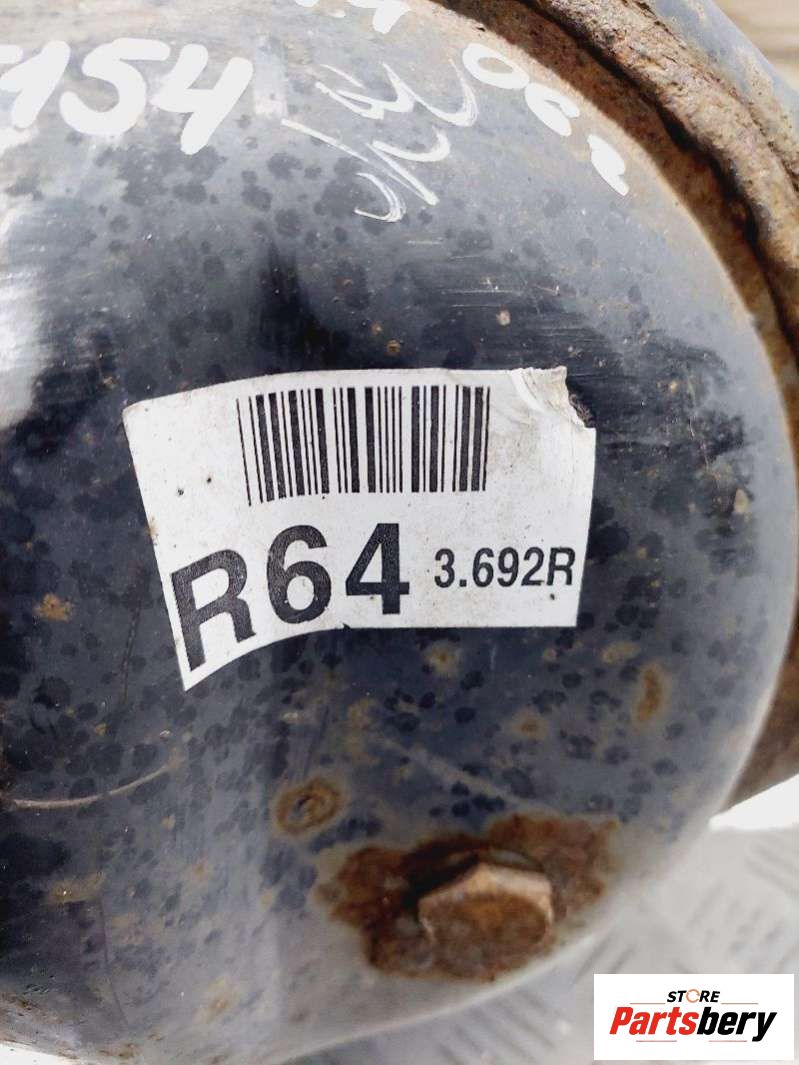 154
R64 3.692R
STORE
Partsbery